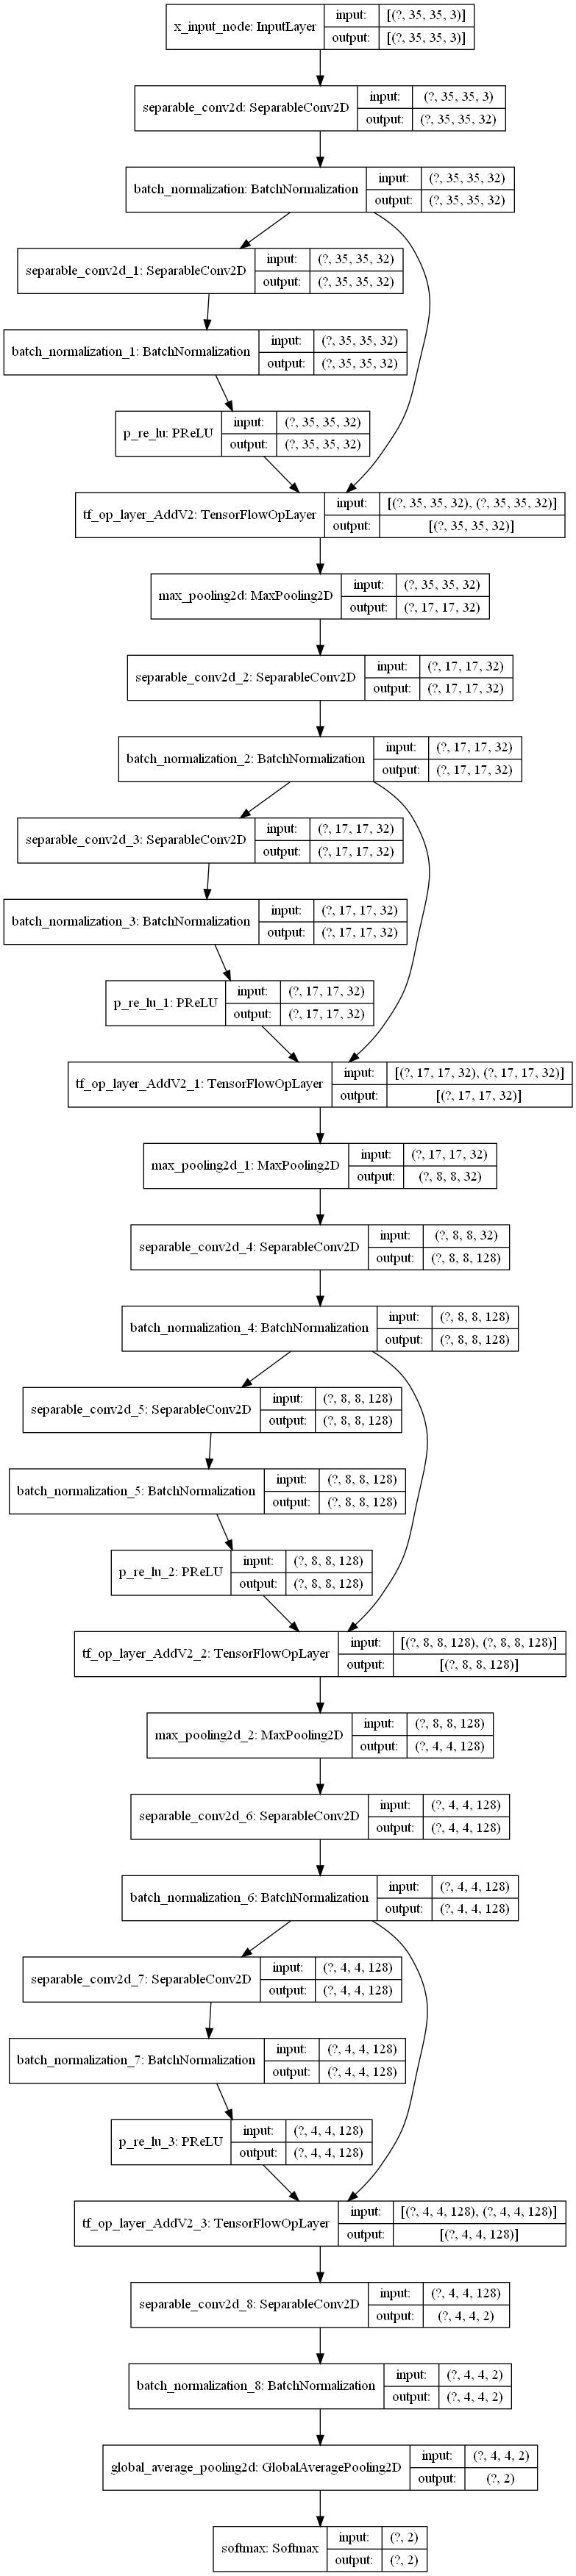 x_input_node: InputLayer
input: [(?, 35, 35, 3)]
output: [(?, 35, 35, 3)]
separable_conv2d: SeparableConv2D
input: (?, 35, 35, 3)
output: (?, 35, 35, 32)
batch_normalization: BatchNormalization
input: (?, 35, 35, 32)
output: (?, 35, 35, 32)
separable_conv2d_1: SeparableConv2D
input: (?, 35, 35, 32)
output: (?, 35, 35, 32)
batch_normalization_1: BatchNormalization
input: (?, 35, 35, 32)
output: (?, 35, 35, 32)
p_re_lu: PReLU
input: (?, 35, 35, 32)
output: (?, 35, 35, 32)
tf_op_layer_AddV2: TensorFlowOpLayer
input: [(?, 35, 35, 32), (?, 35, 35, 32)]
output: [(?, 35, 35, 32)]
max_pooling2d: MaxPooling2D
input: (?, 35, 35, 32)
output: (?, 17, 17, 32)
separable_conv2d_2: SeparableConv2D
input: (?, 17, 17, 32)
output: (?, 17, 17, 32)
batch_normalization_2: BatchNormalization
input: (?, 17, 17, 32)
output: (?, 17, 17, 32)
separable_conv2d_3: SeparableConv2D
input: (?, 17, 17, 32)
output: (?, 17, 17, 32)
batch_normalization_3: BatchNormalization
input: (?, 17, 17, 32)
output: (?, 17, 17, 32)
p_re_lu_1: PReLU
input: (?, 17, 17, 32)
output: (?, 17, 17, 32)
tf_op_layer_AddV2_1: TensorFlowOpLayer
input: [(?, 17, 17, 32), (?, 17, 17, 32)]
output: [(?, 17, 17, 32)]
max_pooling2d_1: MaxPooling2D
input: (?, 17, 17, 32)
output: (?, 8, 8, 32)
separable_conv2d_4: SeparableConv2D
input: (?, 8, 8, 32)
output: (?, 8, 8, 128)
batch_normalization_4: BatchNormalization
input: (?, 8, 8, 128)
output: (?, 8, 8, 128)
separable_conv2d_5: SeparableConv2D
input: (?, 8, 8, 128)
output: (?, 8, 8, 128)
batch_normalization_5: BatchNormalization
input: (?, 8, 8, 128)
output: (?, 8, 8, 128)
p_re_lu_2: PReLU
input: (?, 8, 8, 128)
output: (?, 8, 8, 128)
tf_op_layer_AddV2_2: TensorFlowOpLayer
input: [(?, 8, 8, 128), (?, 8, 8, 128)]
output: [(?, 8, 8, 128)]
max_pooling2d_2: MaxPooling2D
input: (?, 8, 8, 128)
output: (?, 4, 4, 128)
separable_conv2d_6: SeparableConv2D
input: (?, 4, 4, 128)
output: (?, 4, 4, 128)
batch_normalization_6: BatchNormalization
input: (?, 4, 4, 128)
output: (?, 4, 4, 128)
separable_conv2d_7: SeparableConv2D
input: (?, 4, 4, 128)
output: (?, 4, 4, 128)
batch_normalization_7: BatchNormalization
input: (?, 4, 4, 128)
output: (?, 4, 4, 128)
p_re_lu_3: PReLU
input: (?, 4, 4, 128)
output: (?, 4, 4, 128)
tf_op_layer_AddV2_3: TensorFlowOpLayer
input: [(?, 4, 4, 128), (?, 4, 4, 128)]
output: [(?, 4, 4, 128)]
separable_conv2d_8: SeparableConv2D
input: (?, 4, 4, 128)
output: (?, 4, 4, 2)
batch_normalization_8: BatchNormalization
input: (?, 4, 4, 2)
output: (?, 4, 4, 2)
global_average_pooling2d: GlobalAveragePooling2D
input: (?, 4, 4, 2)
output: (?, 2)
softmax: Softmax
input: (?, 2)
output: (?, 2)